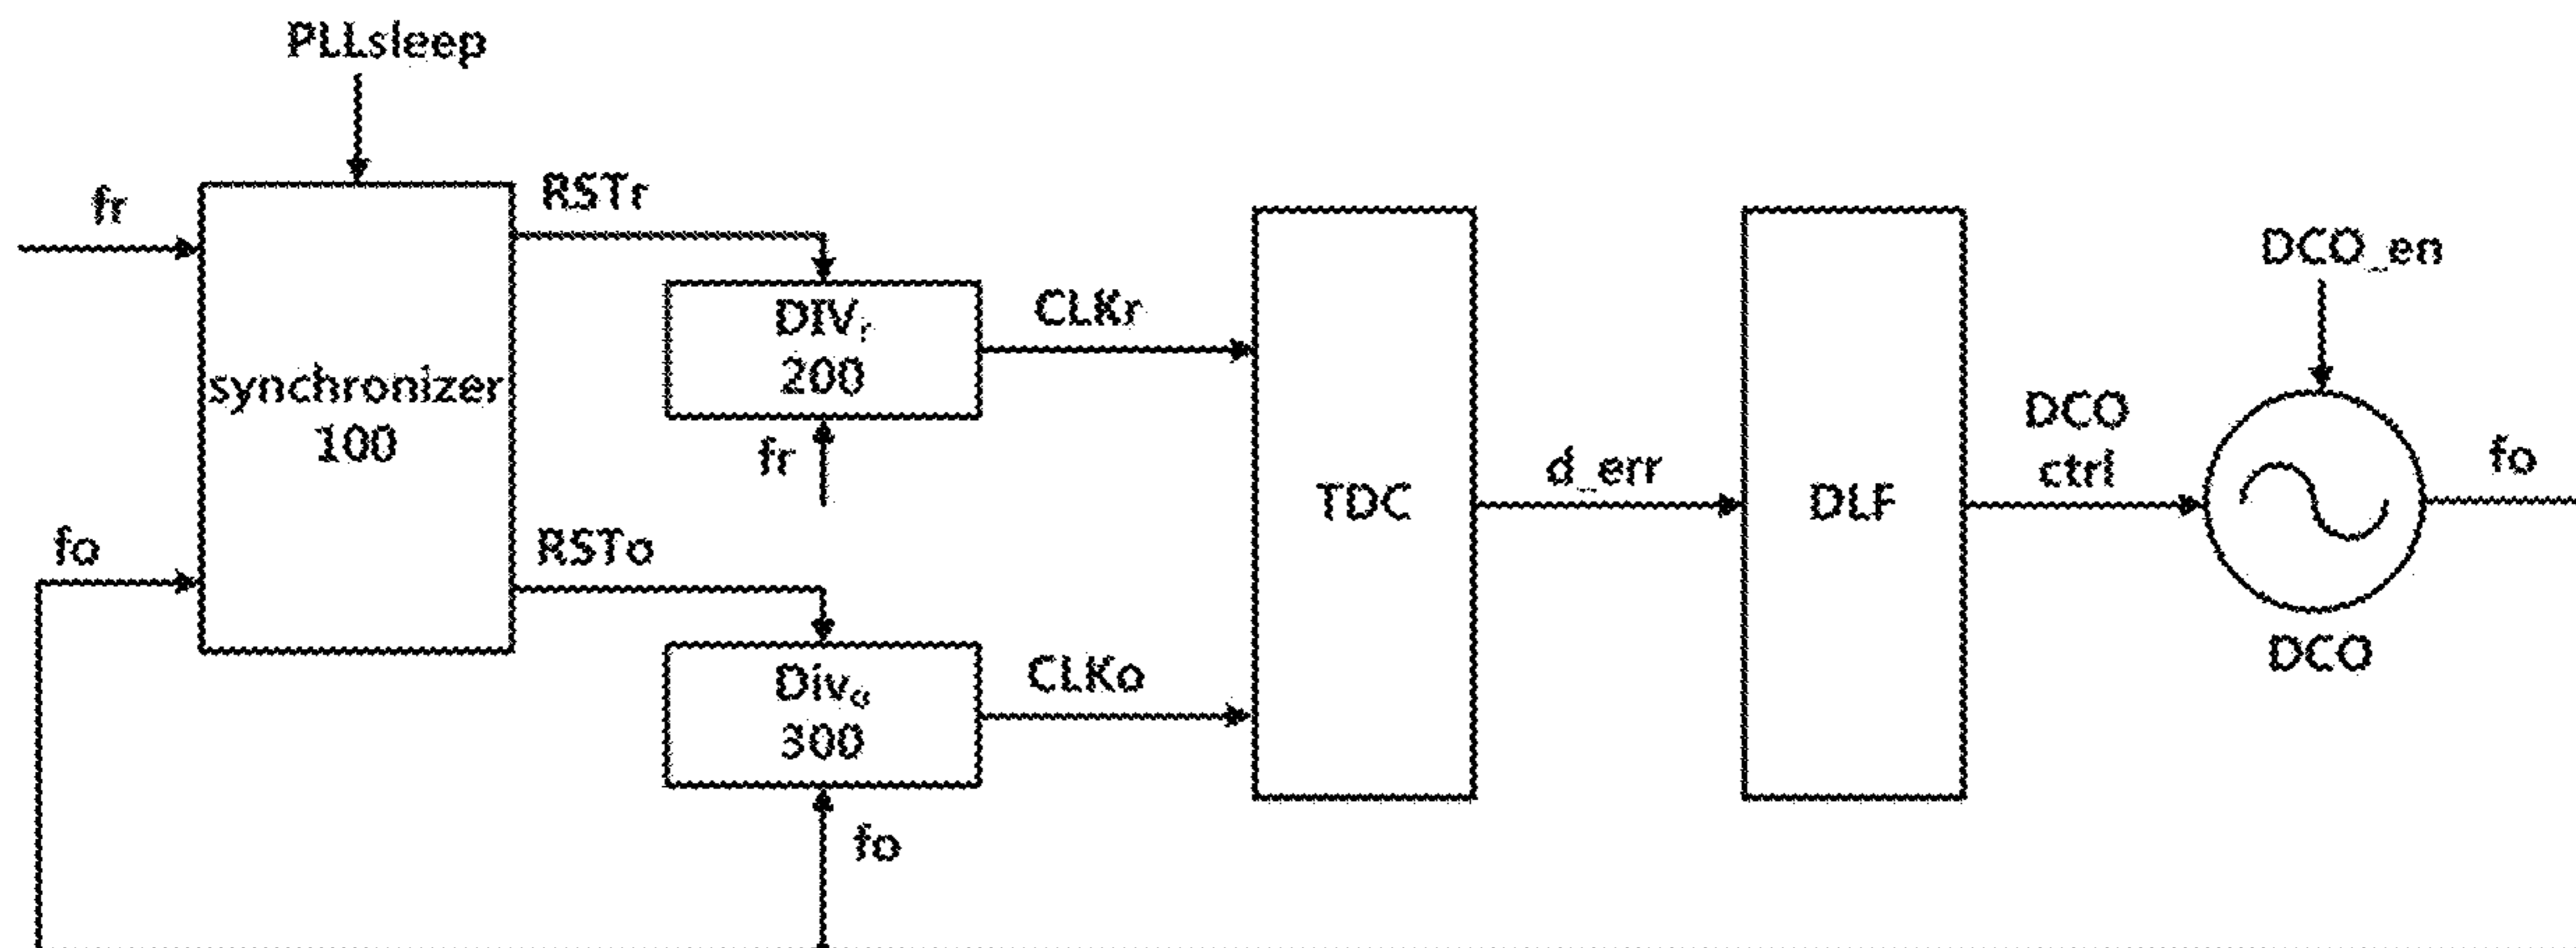 PLLsleep
fr
RSTr
DIVr
200
fr
CLKr
synchronizer
100
fo
RSTo
Divo
300
fo
CLKo
TDC
d_err
DLF
DCO
ctrl
DCO_en
DCO
fo